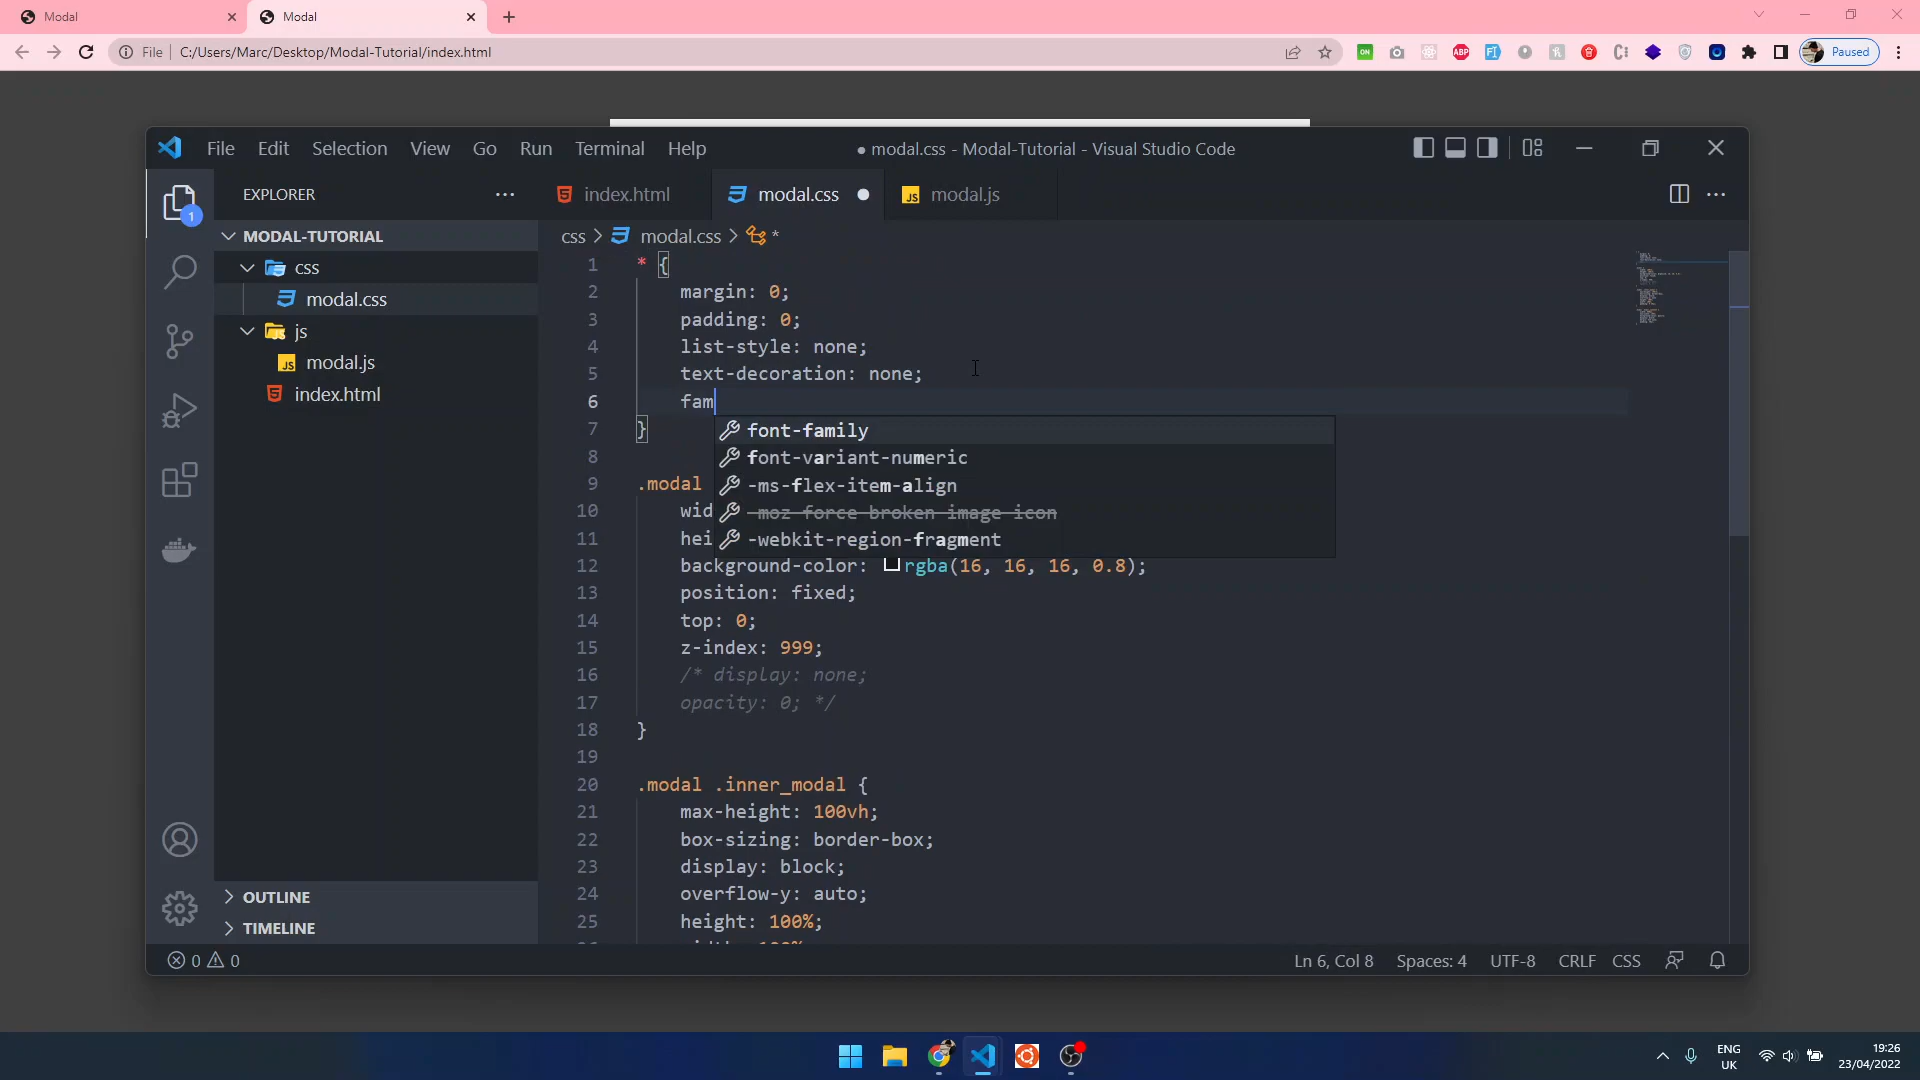 Modal
Modal
File C:/Users/Marc/Desktop/Modal-Tutorial/index.html
ON
ABP
Paused
File Edit Selection View Go Run Terminal Help
● modal.css - Modal-Tutorial - Visual Studio Code
EXPLORER
index.html
modal.css
JS modal.js
1
MODAL-TUTORIAL
css > modal.css > *
css
modal.css
js
JS modal.js
index.html
1 * {
2 margin: 0;
3 padding: 0;
4 list-style: none;
5 text-decoration: none;
6 fam
7 }
font-family
8
font-variant-numeric
9 .modal
-ms-flex-item-align
10 wid
-moz-force-broken-image-icon
11 hei
-webkit-region-fragment
12 background-color: rgba(16, 16, 16, 0.8);
13 position: fixed;
14 top: 0;
15 z-index: 999;
16 /* display: none;
17 opacity: 0; */
18 }
19
20 .modal .inner_modal {
21 max-height: 100vh;
22 box-sizing: border-box;
23 display: block;
24 overflow-y: auto;
25 height: 100%;
OUTLINE
TIMELINE
0 0
Ln 6, Col 8 Spaces: 4 UTF-8 CRLF CSS
ENG
UK
19:26
23/04/2022